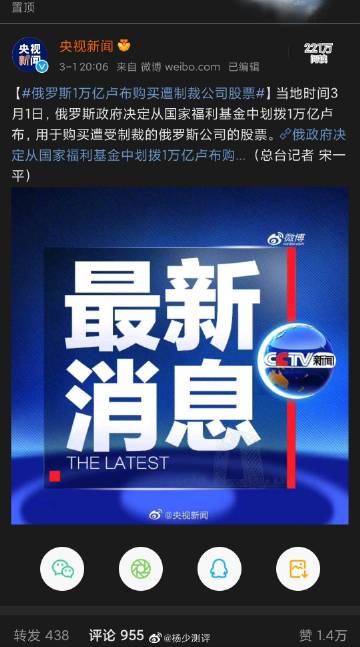 置顶
央视新闻
221万
阅读
3-1 20:06 来自 微博 weibo.com 已编辑
【#俄罗斯1万亿卢布购买遭制裁公司股票#】当地时间3
月1日，俄罗斯政府决定从国家福利基金中划拨1万亿卢
布，用于购买遭受制裁的俄罗斯公司的股票。俄政府决
定从国家福利基金中划拨1万亿卢布购...（总台记者 宋一
平）
微博
最新
消息
THE LATEST
CCTV新闻
@央视新闻
转发 438 评论 955 @杨少测评 赞 1.4万